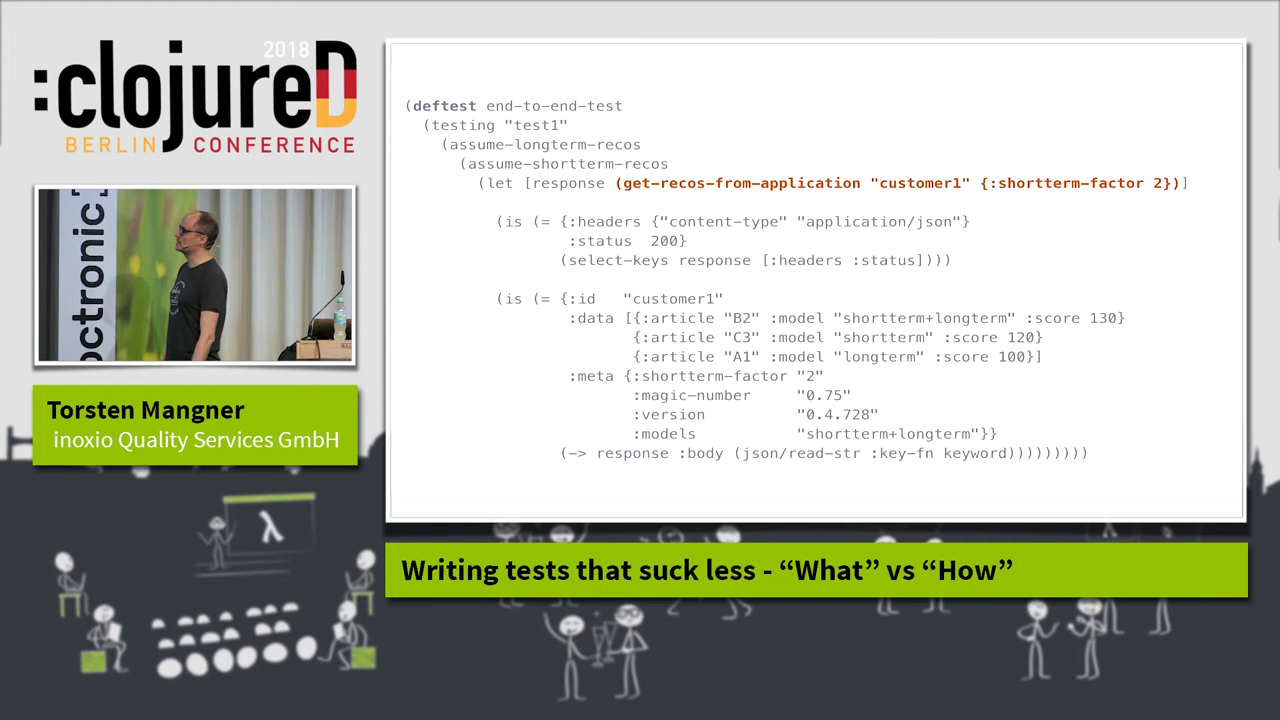 2018
:clojureD
BERLIN CONFERENCE
(deftest end-to-end-test
(testing "test1"
(assume-longterm-recos
(assume-shortterm-recos
(let [response (get-recos-from-application "customer1" {:shortterm-factor 2})]
(is (= {:headers {"content-type" "application/json"}
:status 200}
(select-keys response [:headers :status])))
(is (= {:id "customer1"
:data [{:article "B2" :model "shortterm+longterm" :score 130}
{:article "C3" :model "shortterm" :score 120}
{:article "A1" :model "longterm" :score 100}]
:meta {:shortterm-factor "2"
:magic-number "0.75"
:version "0.4.728"
:models "shortterm+longterm"}}
(-> response :body (json/read-str :key-fn keyword)))))))))
ctronic
Torsten Mangner
inoxio Quality Services GmbH
λ
Writing tests that suck less - “What” vs “How”